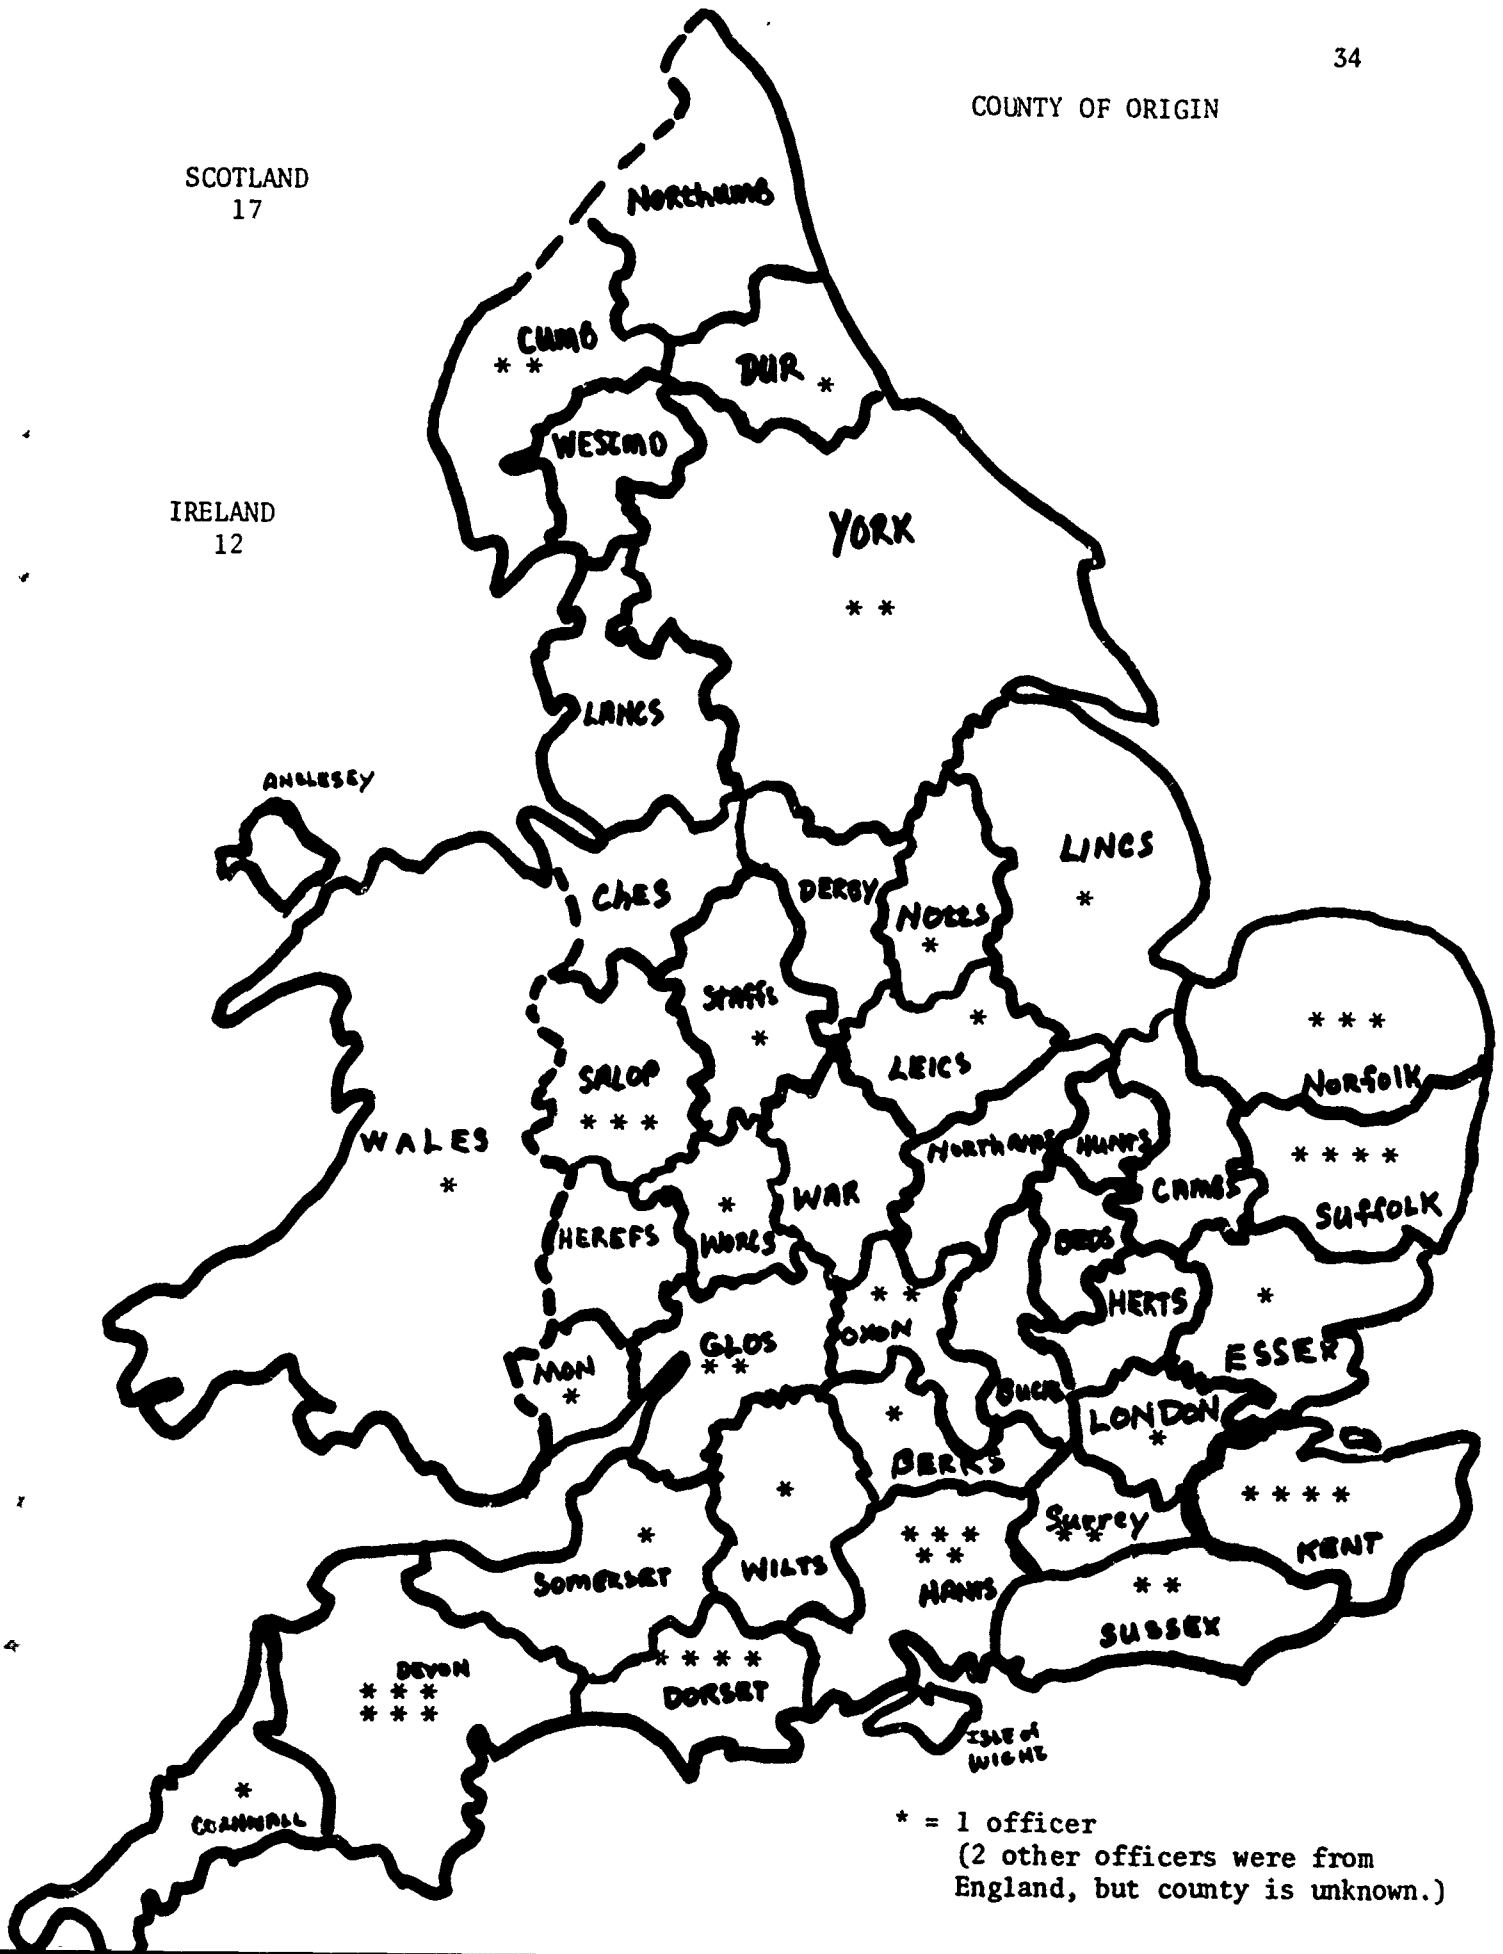 34
COUNTY OF ORIGIN
SCOTLAND
17
Northumb
CUMB
* *
DUR
*
WESTMO
IRELAND
12
YORK
* *
LANCS
ANGLESEY
LINCS
*
CHES
DERBY
NOTTS
*
STAFFS
*
*
LEICS
* * *
Norfolk
SALOP
* * *
WALES
*
NORTHANTS
HUNTS
CAMBS
* * * *
SUFFOLK
WAR
*
WORCS
HEREFS
BEDS
HERTS
*
ESSEX
* *
OXON
GLOS
* *
MON
*
BUCKS
LONDON
*
*
BERKS
*
WILTS
* * * *
KENT
Surrey
* *
* * *
* *
HANTS
*
SOMERSET
* *
SUSSEX
* * * *
DORSET
DEVON
* * *
* * *
ISLE of
WIGHT
*
CORNWALL
* = 1 officer
(2 other officers were from
England, but county is unknown.)